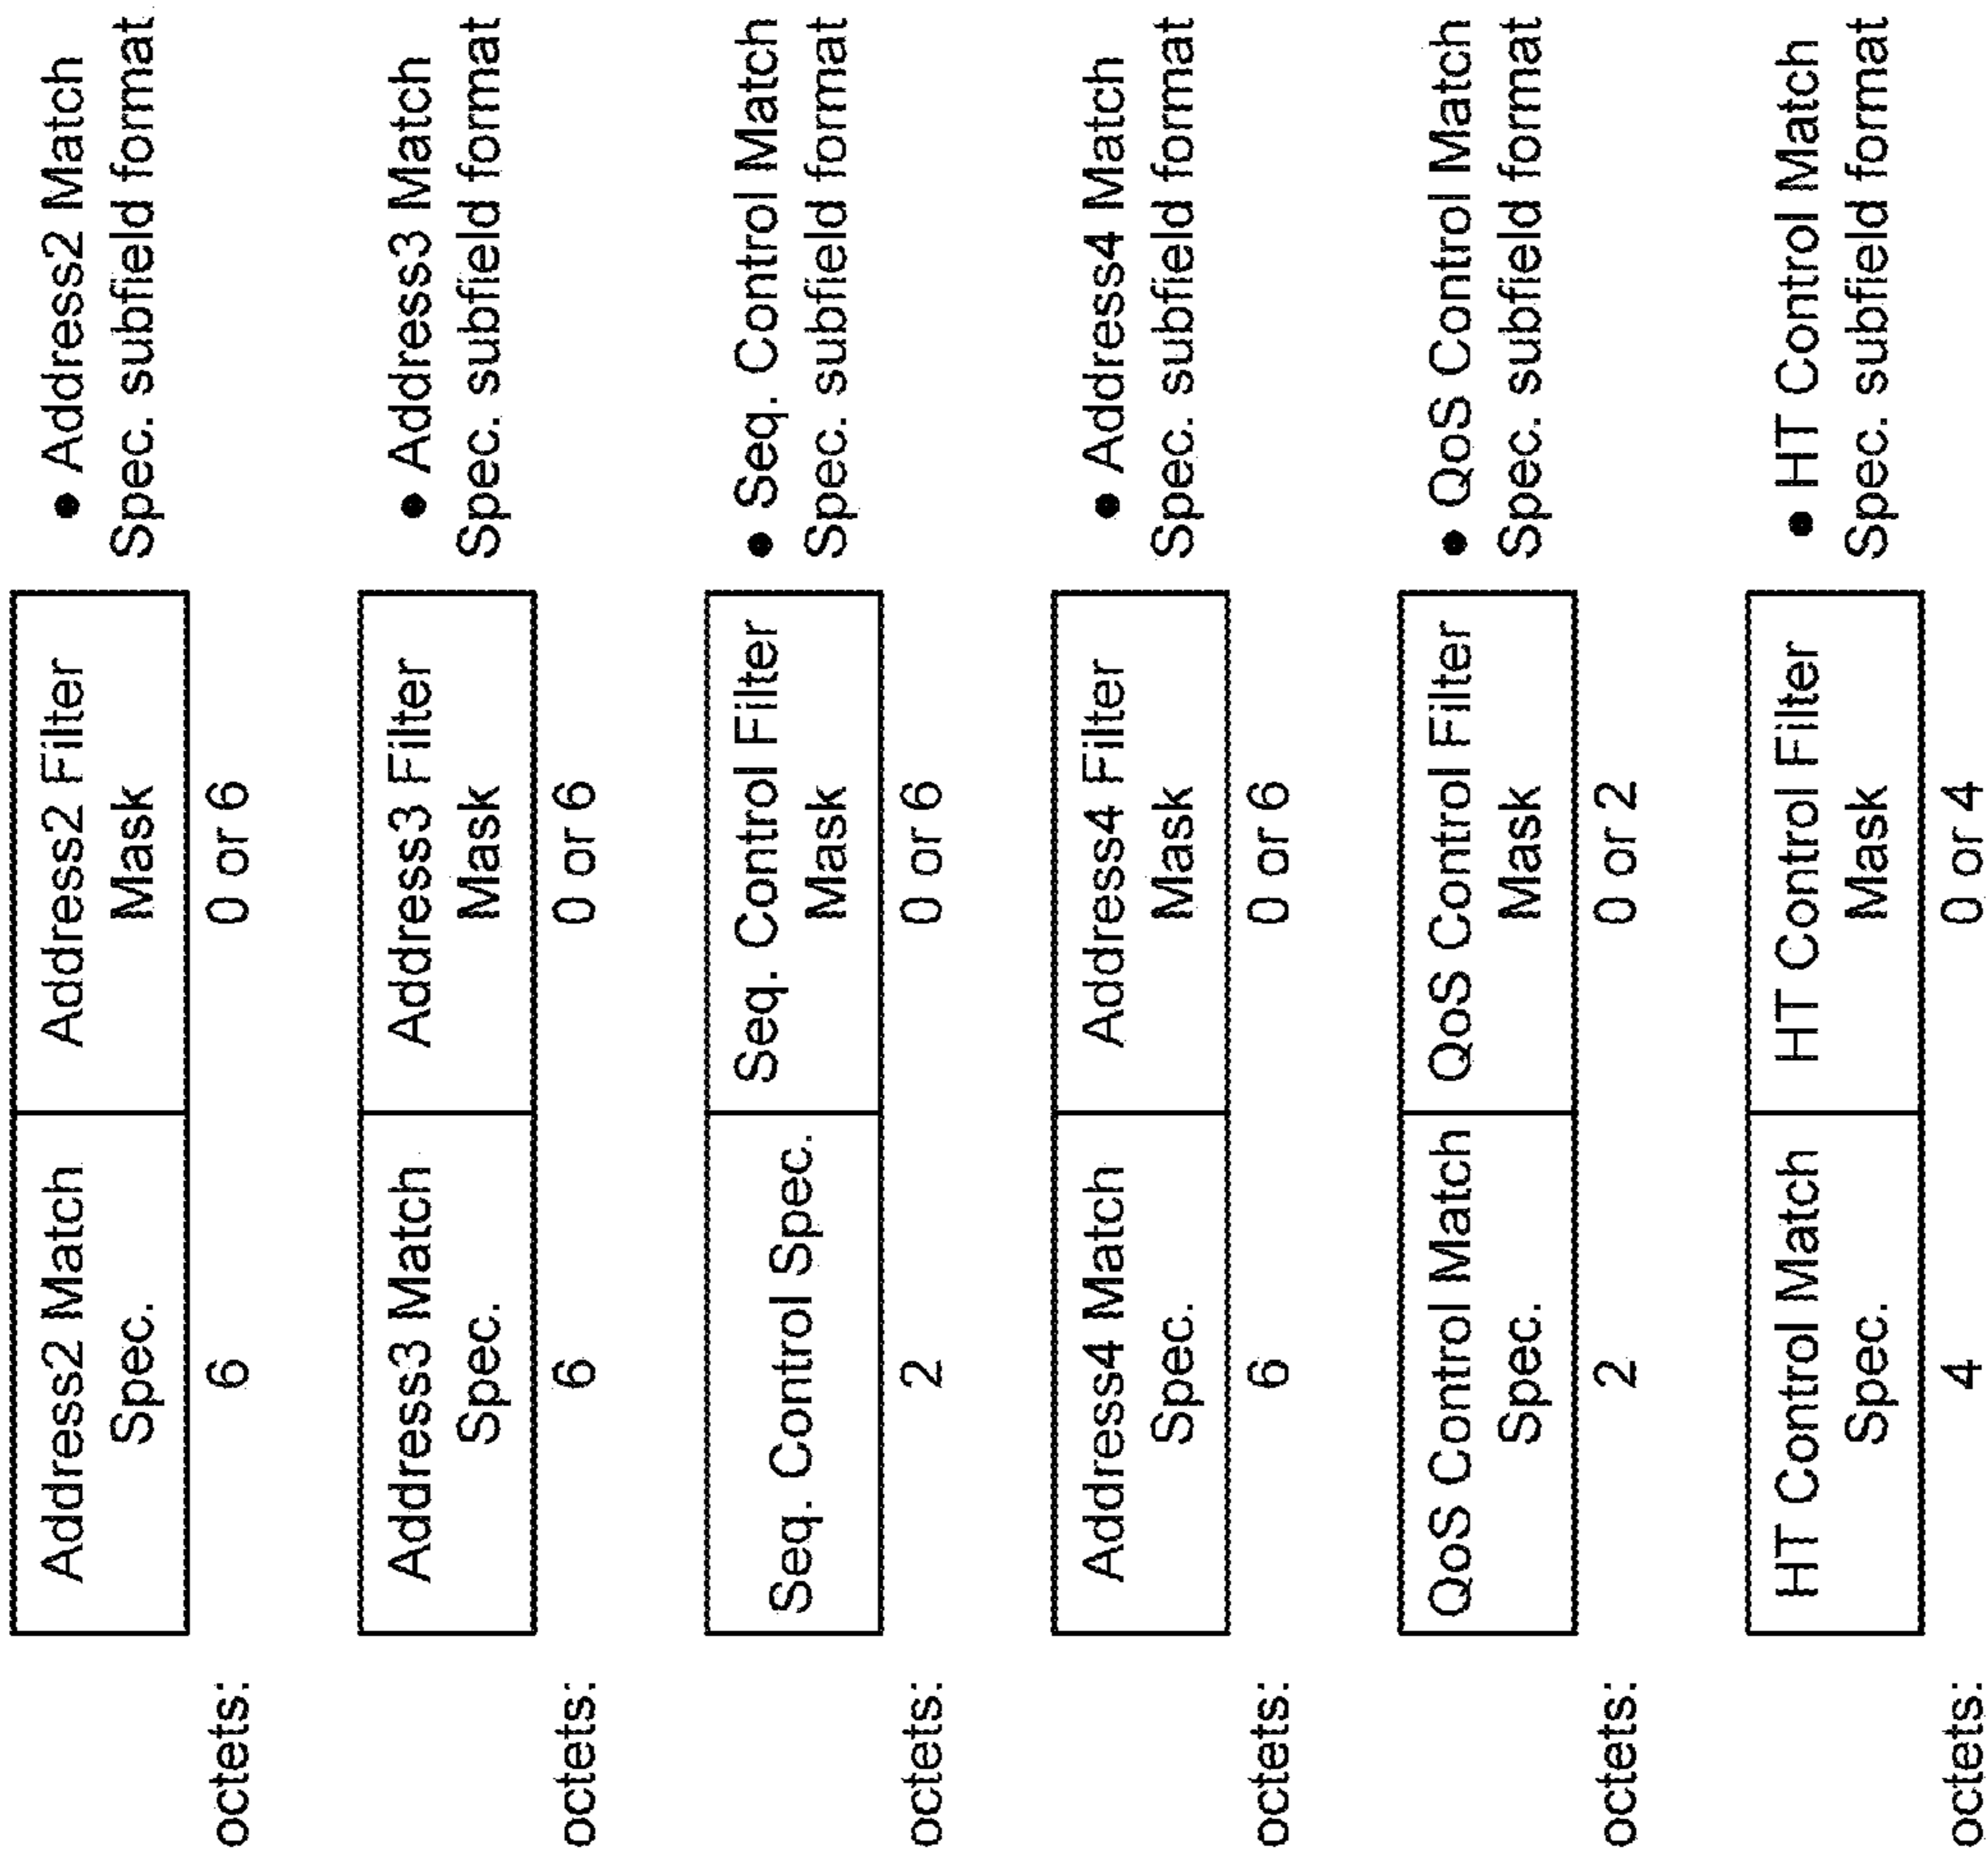 Address2 Match
Spec.
Address2 Filter
Mask
• Address2 Match
Spec. subfield format
octets:
6
0 or 6
Address3 Match
Spec.
Address3 Filter
Mask
• Address3 Match
Spec. subfield format
octets:
6
0 or 6
Seq. Control Spec.
Seq. Control Filter
Mask
• Seq. Control Match
Spec. subfield format
octets:
2
0 or 6
Address4 Match
Spec.
Address4 Filter
Mask
• Address4 Match
Spec. subfield format
octets:
6
0 or 6
QoS Control Match
Spec.
QoS Control Filter
Mask
• QoS Control Match
Spec. subfield format
octets:
2
0 or 2
HT Control Match
Spec.
HT Control Filter
Mask
• HT Control Match
Spec. subfield format
octets:
4
0 or 4